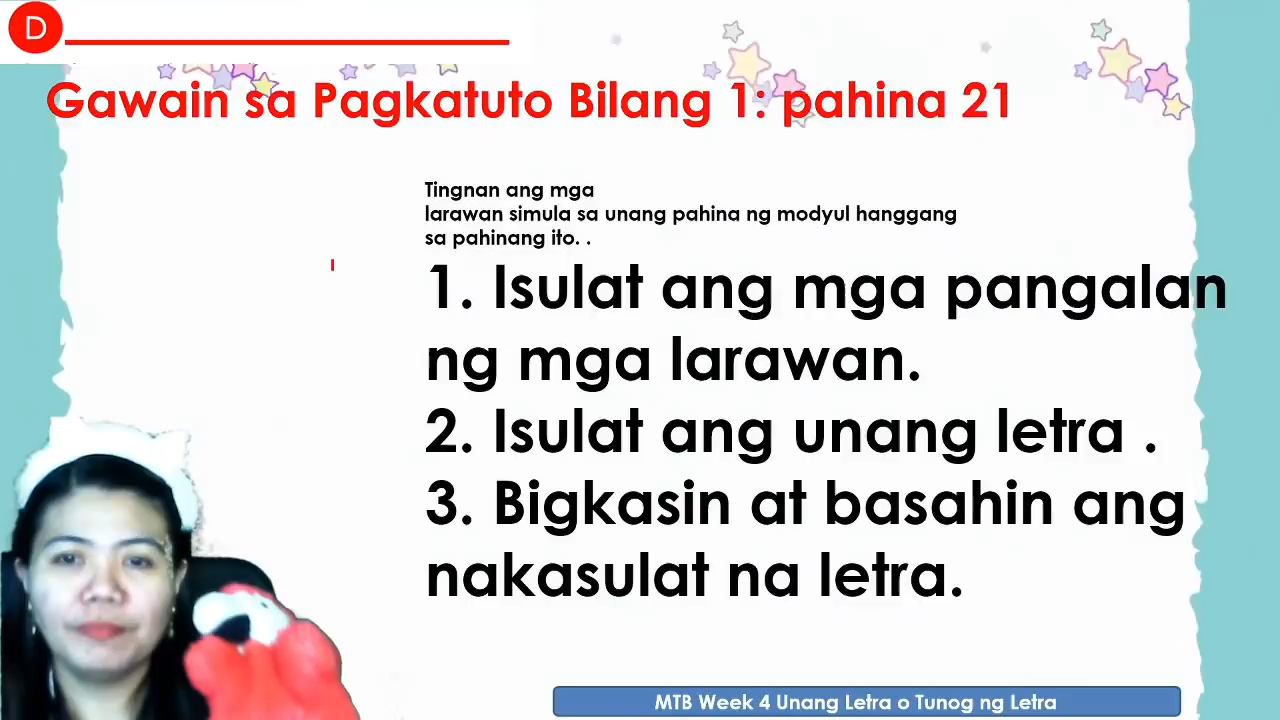 D
Gawain sa Pagkatuto Bilang 1: pahina 21
Tingnan ang mga
larawan simula sa unang pahina ng modyul hanggang
sa pahinang ito. .
1. Isulat ang mga pangalan
ng mga larawan.
2. Isulat ang unang letra .
3. Bigkasin at basahin ang
nakasulat na letra.
MTB Week 4 Unang Letra o Tunog ng Letra